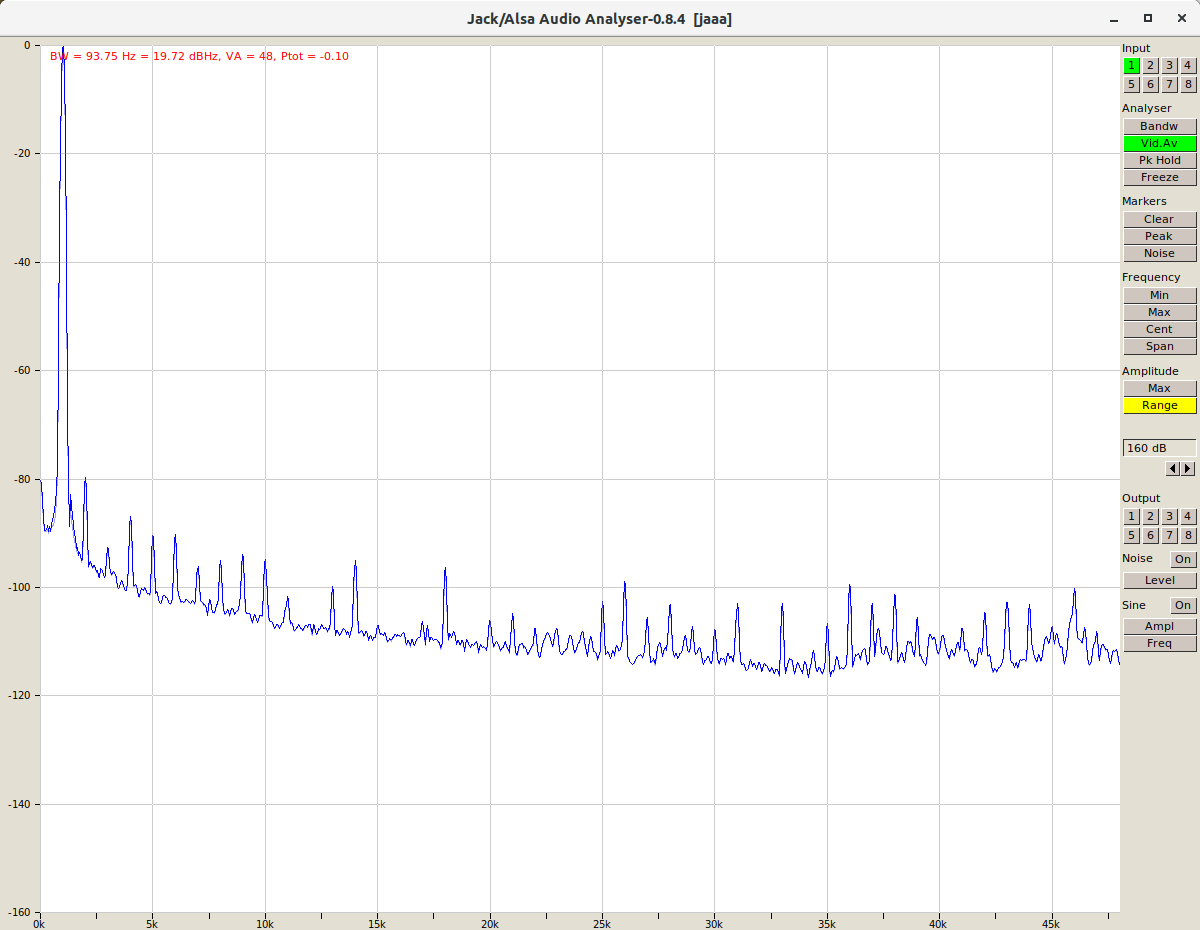 Jack/Alsa Audio Analyser-0.8.4 [jaaa]
BW = 93.75 Hz = 19.72 dBHz, VA = 48, Ptot = -0.10
0
-20
-40
-60
-80
-100
-120
-140
-160
0k 5k 10k 15k 20k 25k 30k 35k 40k 45k
Input
1 2 3 4
5 6 7 8
Analyser
Bandw
Vid.Av
Pk Hold
Freeze
Markers
Clear
Peak
Noise
Frequency
Min
Max
Cent
Span
Amplitude
Max
Range
160 dB
Output
1 2 3 4
5 6 7 8
Noise On
Level
Sine On
Ampl
Freq